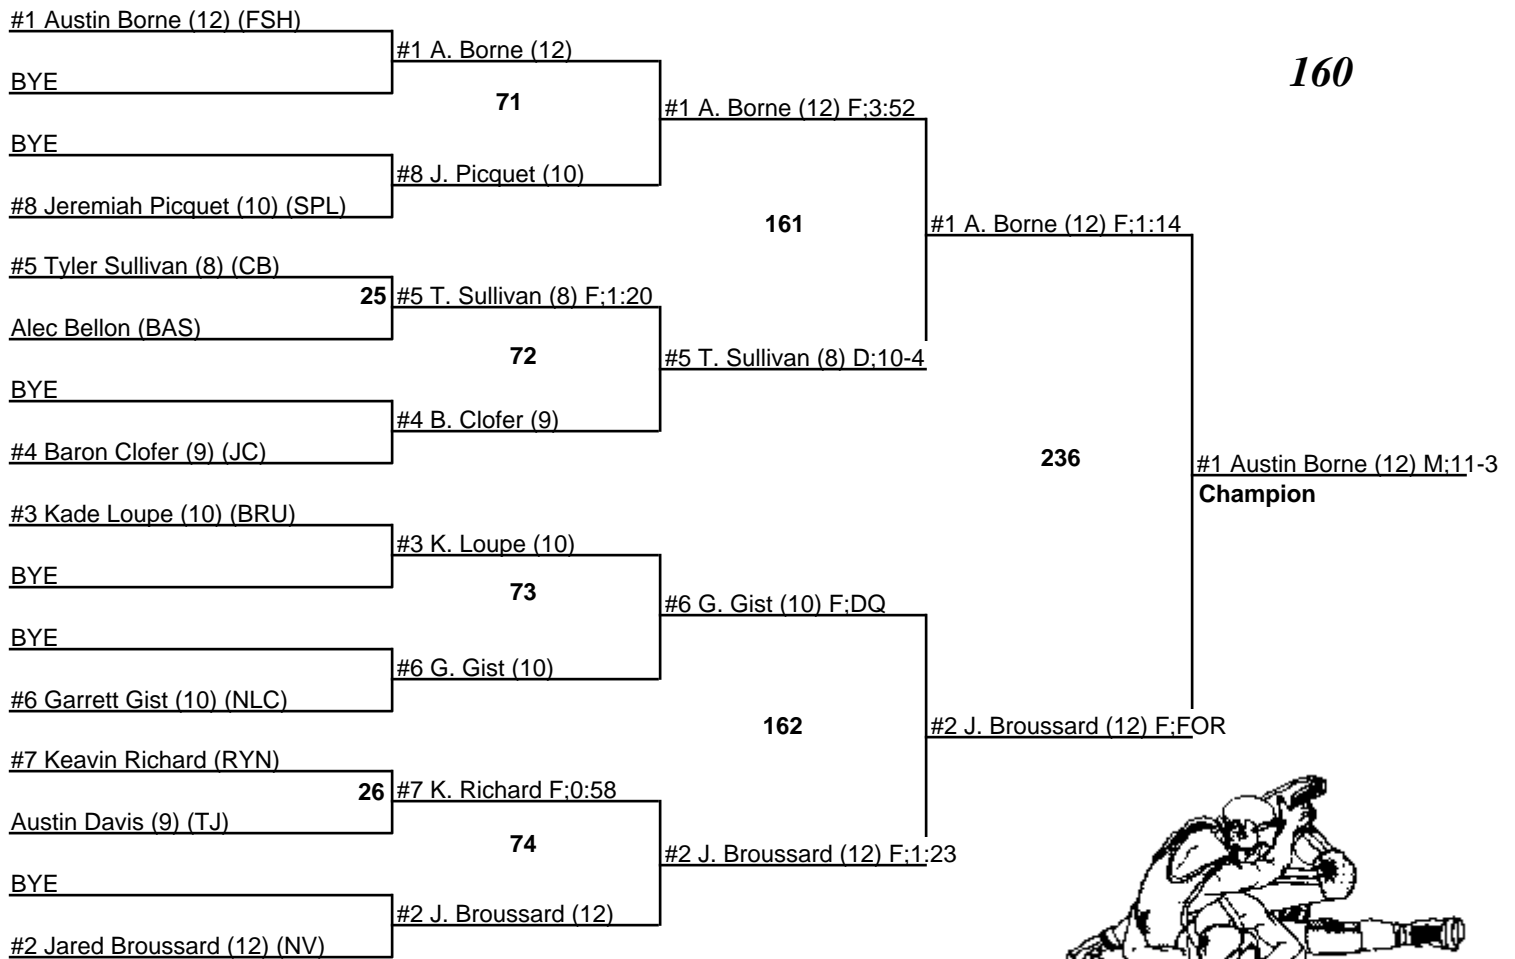 #1 Austin Borne (12) (FSH)
BYE
BYE
#8 Jeremiah Picquet (10) (SPL)
#5 Tyler Sullivan (8) (CB)
Alec Bellon (BAS)
BYE
#4 Baron Clofer (9) (JC)
#3 Kade Loupe (10) (BRU)
BYE
BYE
#6 Garrett Gist (10) (NLC)
#7 Keavin Richard (RYN)
Austin Davis (9) (TJ)
BYE
#2 Jared Broussard (12) (NV)
#1 A. Borne (12)
71
#8 J. Picquet (10)
25
#5 T. Sullivan (8) F;1:20
72
#4 B. Clofer (9)
#3 K. Loupe (10)
73
#6 G. Gist (10)
26
#7 K. Richard F;0:58
74
#2 J. Broussard (12)
#1 A. Borne (12) F;3:52
161
#5 T. Sullivan (8) D;10-4
#6 G. Gist (10) F;DQ
162
#2 J. Broussard (12) F;1:23
#1 A. Borne (12) F;1:14
236
#2 J. Broussard (12) F;FOR
160
#1 Austin Borne (12) M;11-3
Champion